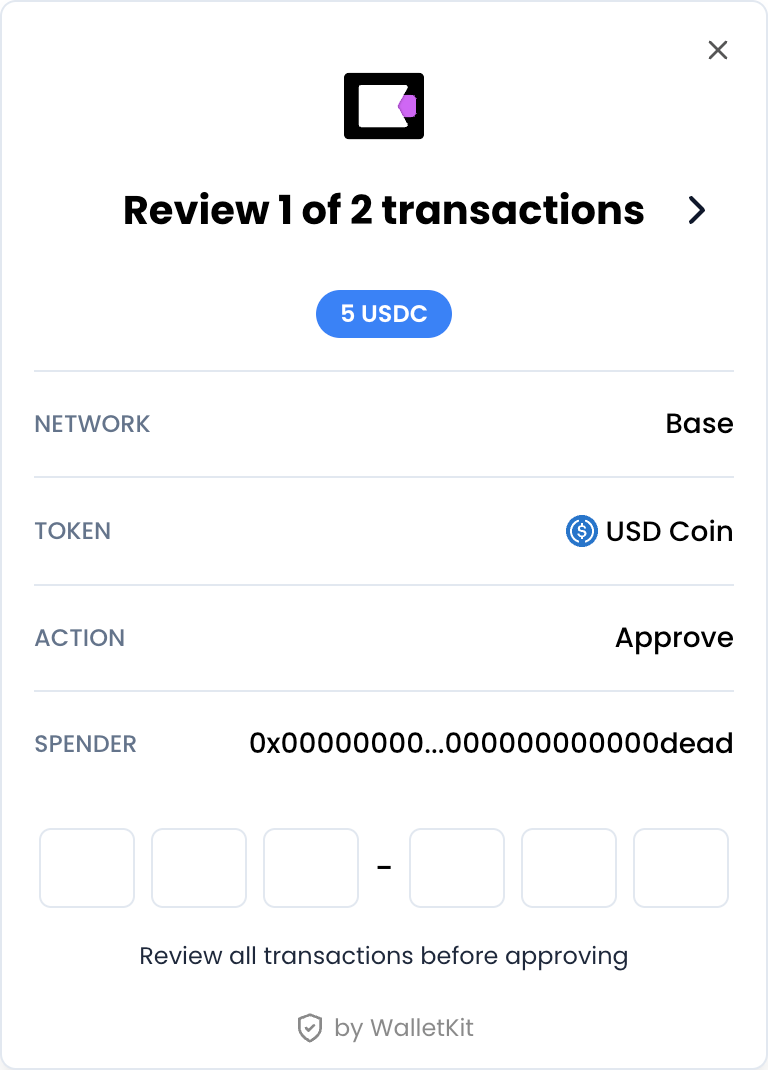 Review 1 of 2 transactions
5 USDC
NETWORK Base
TOKEN USD Coin
ACTION Approve
SPENDER 0x00000000...000000000000dead
-
Review all transactions before approving
by WalletKit